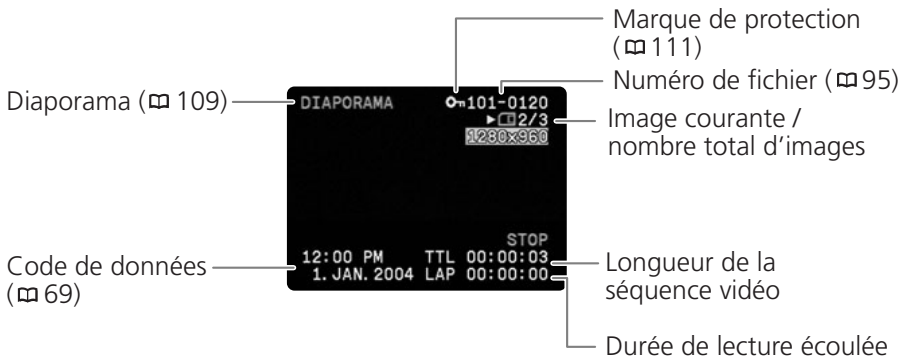 Marque de protection
(111)
Diaporama (109)
Numéro de fichier (95)
Image courante /
nombre total d’images
DIAPORAMA 101-0120
2/3
1280x960
STOP
12:00 PM TTL 00:00:03
1. JAN. 2004 LAP 00:00:00
Code de données
(69)
Longueur de la
séquence vidéo
Durée de lecture écoulée